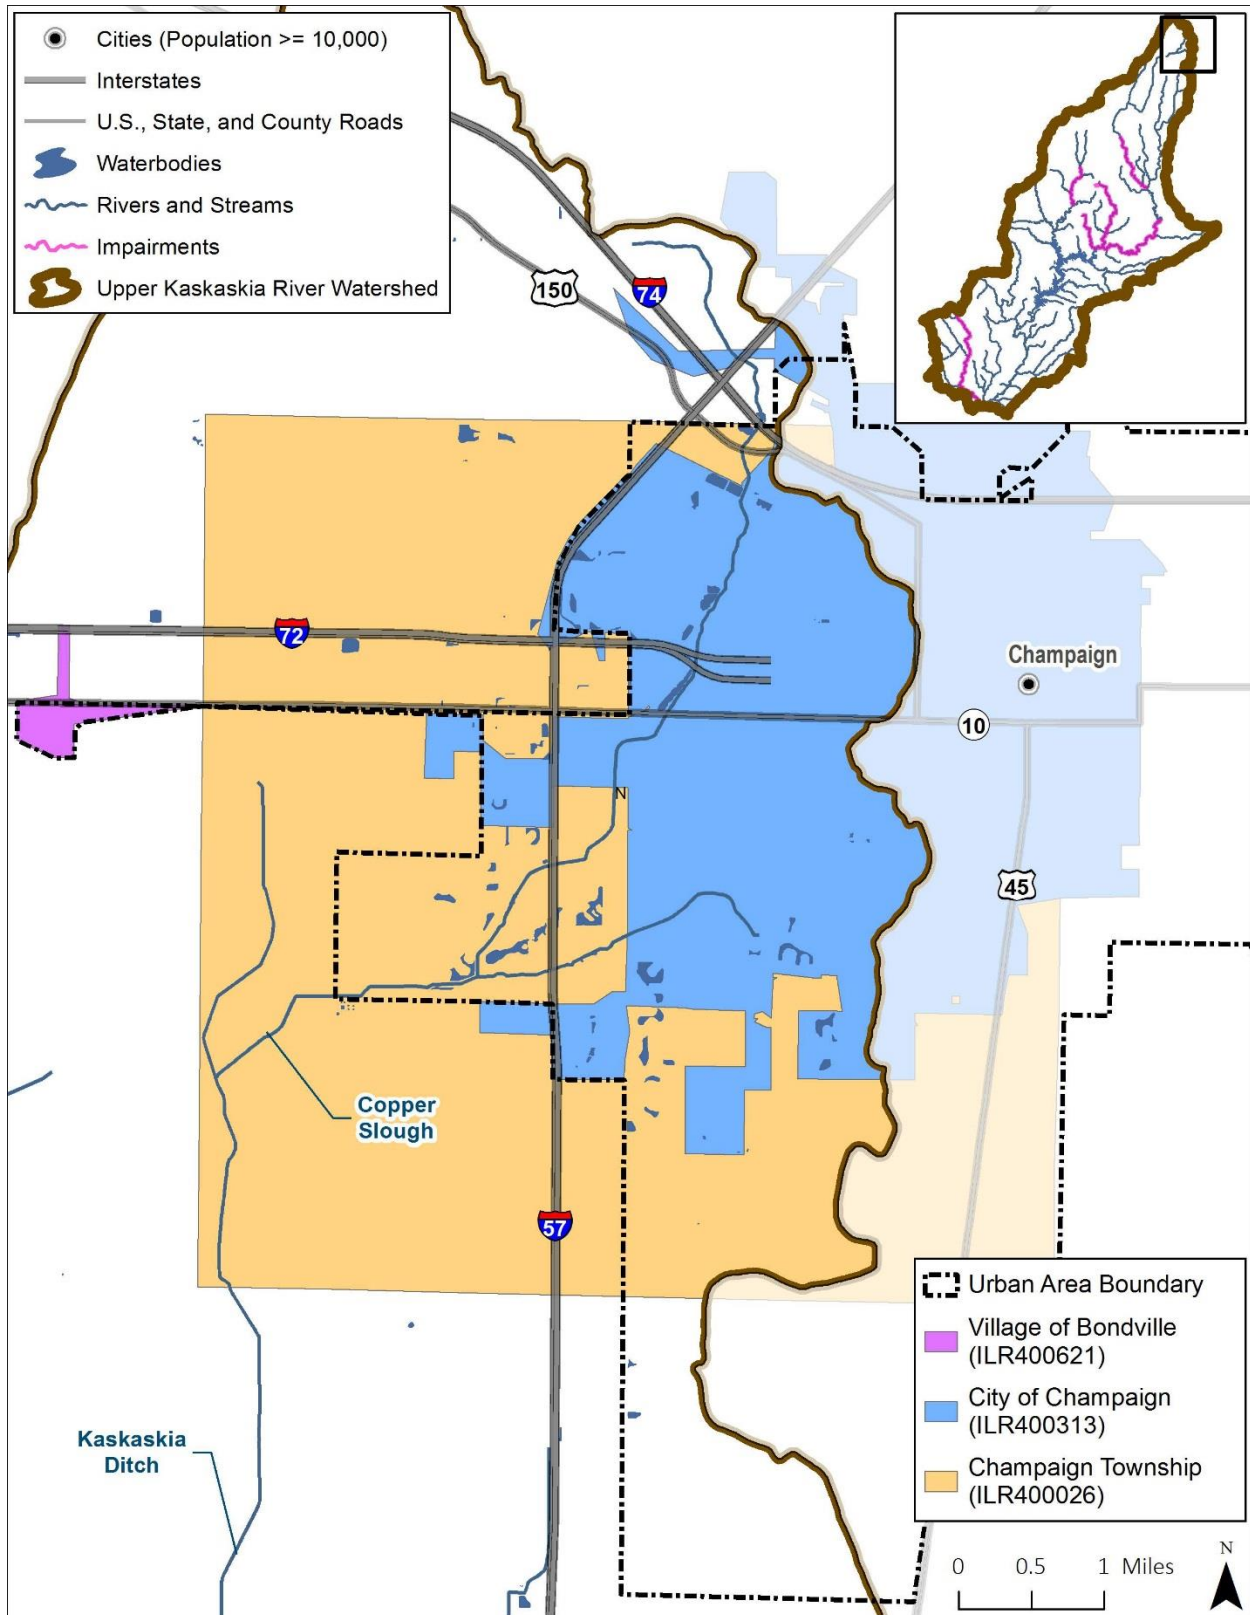 Cities (Population >= 10,000)
Interstates
U.S., State, and County Roads
Waterbodies
Rivers and Streams
Impairments
Upper Kaskaskia River Watershed
150
74
72
Champaign
10
N
45
Copper
Slough
57
Kaskaskia
Ditch
Urban Area Boundary
Village of Bondville
(ILR400621)
City of Champaign
(ILR400313)
Champaign Township
(ILR400026)
N
0 0.5 1 Miles